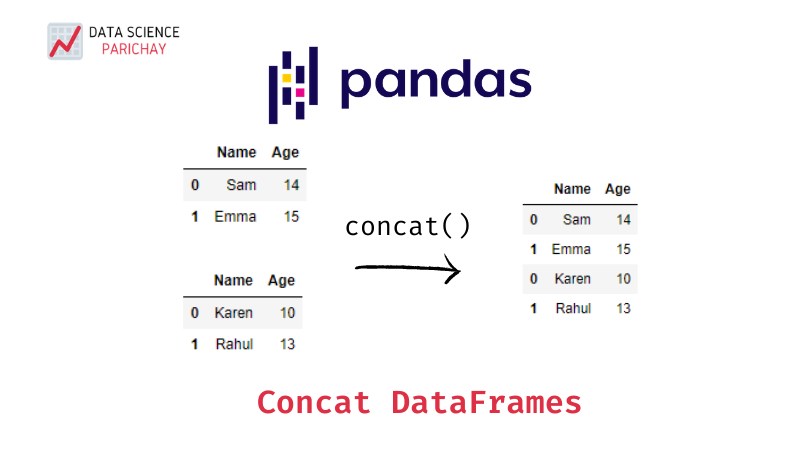 DATA SCIENCE
PARICHAY
pandas
Name Age
0 Sam 14
1 Emma 15
Name Age
0 Karen 10
1 Rahul 13
concat()
Name Age
0 Sam 14
1 Emma 15
0 Karen 10
1 Rahul 13
Concat DataFrames